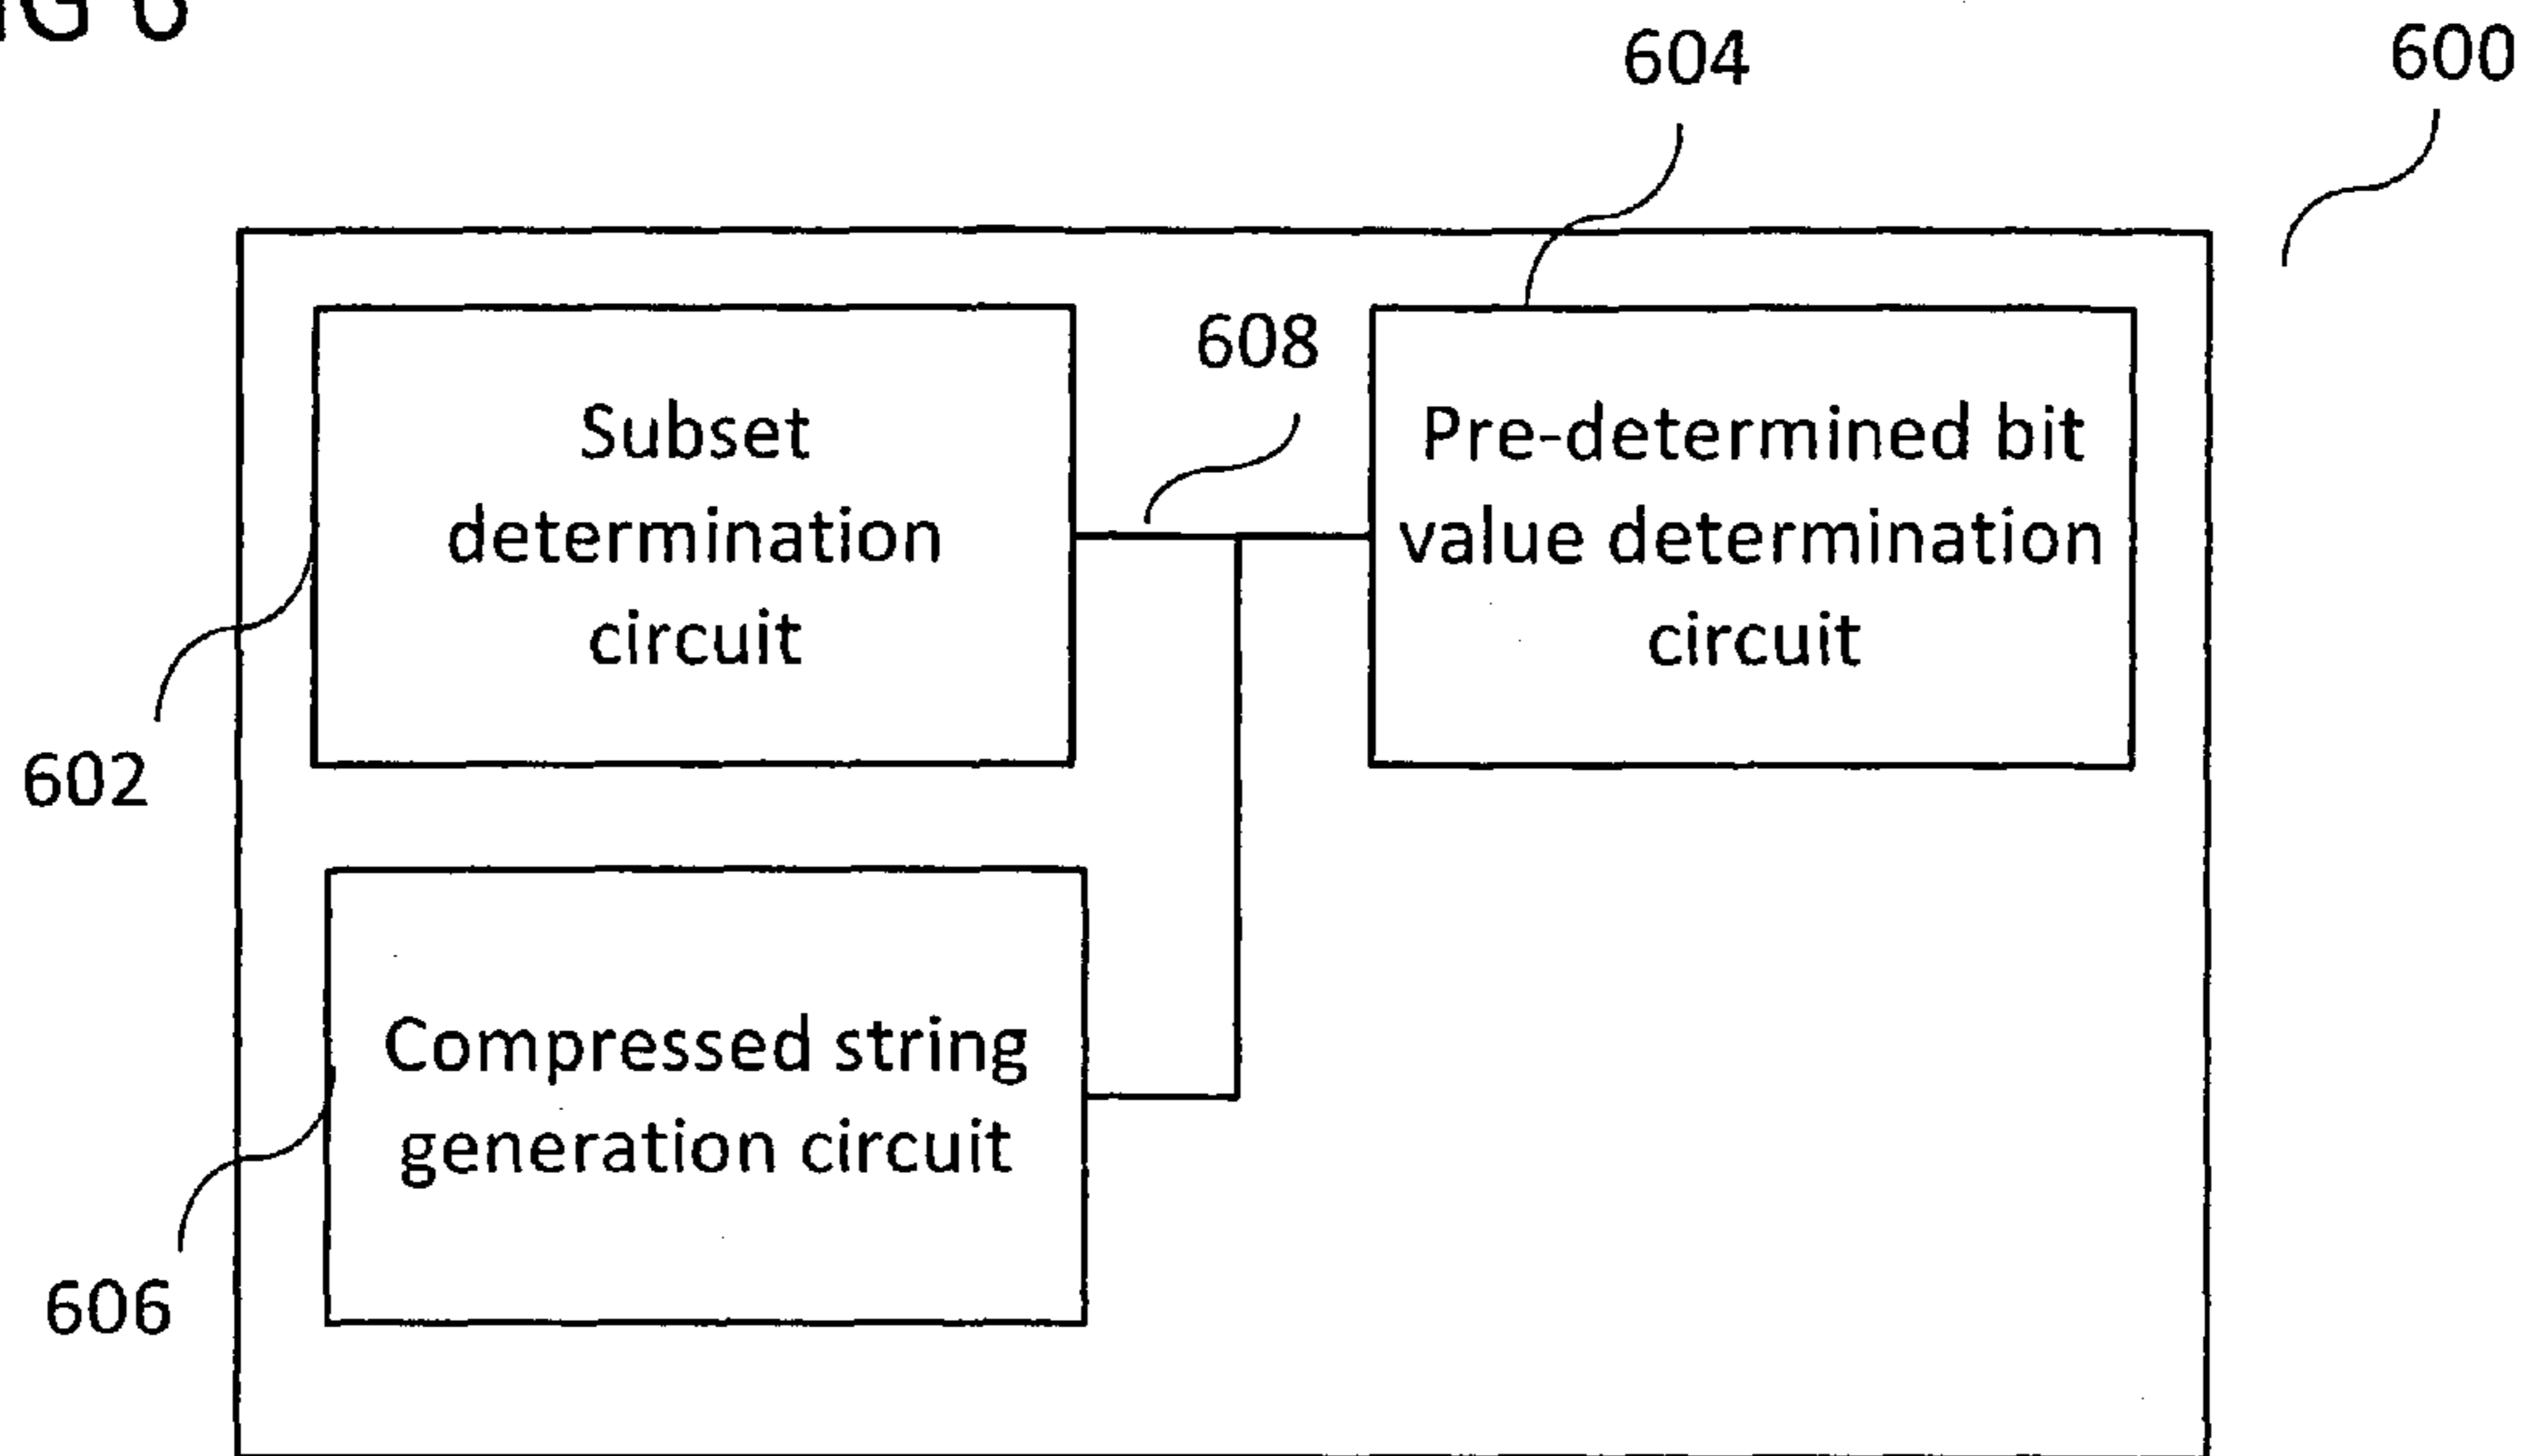 604
600
608
Subset
determination
circuit
Pre-determined bit
value determination
circuit
602
Compressed string
generation circuit
606